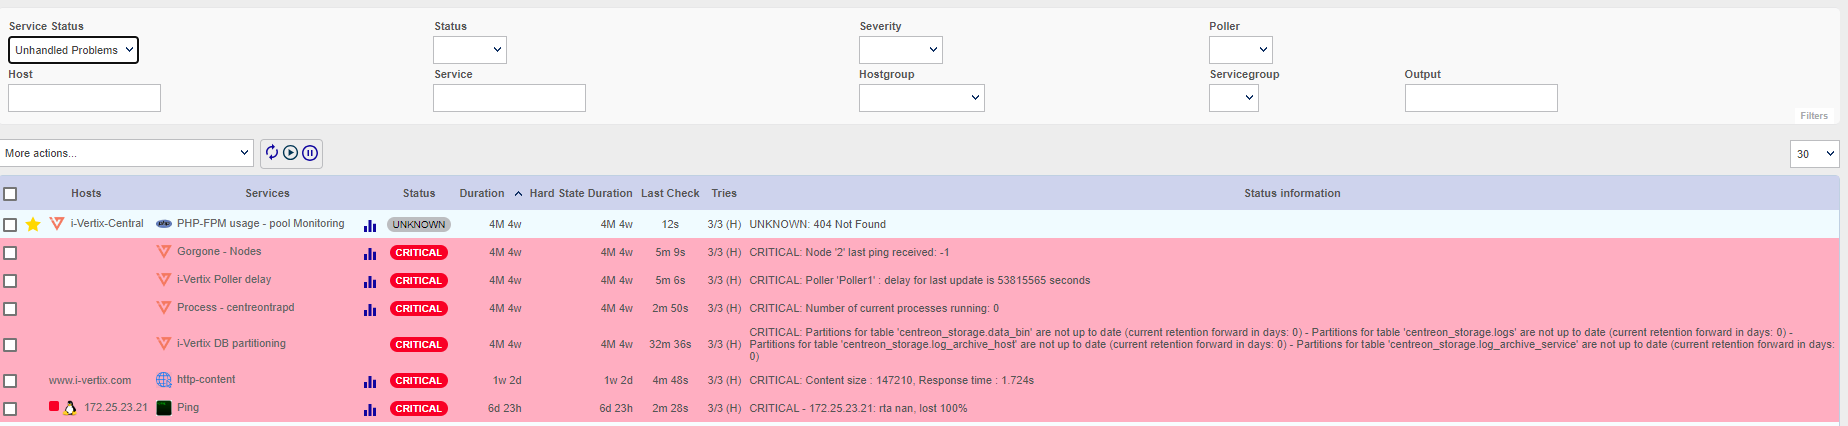 Service Status Status Severity Poller
Unhandled Problems
Host Service Hostgroup Servicegroup Output
Filters
More actions... 30
Hosts Services Status Duration Hard State Duration Last Check Tries Status information
i-Vertix-Central PHP-FPM usage - pool Monitoring UNKNOWN 4M 4w 4M 4w 12s 3/3 (H) UNKNOWN: 404 Not Found
Gorgone - Nodes CRITICAL 4M 4w 4M 4w 5m 9s 3/3 (H) CRITICAL: Node '2' last ping received: -1
i-Vertix Poller delay CRITICAL 4M 4w 4M 4w 5m 6s 3/3 (H) CRITICAL: Poller 'Poller1' : delay for last update is 53815565 seconds
Process - centreontrapd CRITICAL 4M 4w 4M 4w 2m 50s 3/3 (H) CRITICAL: Number of current processes running: 0
CRITICAL: Partitions for table 'centreon_storage.data_bin' are not up to date (current retention forward in days: 0) - Partitions for table 'centreon_storage.logs' are not up to date (current retention forward in days: 0) -
i-Vertix DB partitioning CRITICAL 4M 4w 4M 4w 32m 36s 3/3 (H) Partitions for table 'centreon_storage.log_archive_host' are not up to date (current retention forward in days: 0) - Partitions for table 'centreon_storage.log_archive_service' are not up to date (current retention forward in days:
0)
www.i-vertix.com http-content CRITICAL 1w 2d 1w 2d 4m 48s 3/3 (H) CRITICAL: Content size : 147210, Response time : 1.724s
172.25.23.21 Ping CRITICAL 6d 23h 6d 23h 2m 28s 3/3 (H) CRITICAL - 172.25.23.21: rta nan, lost 100%